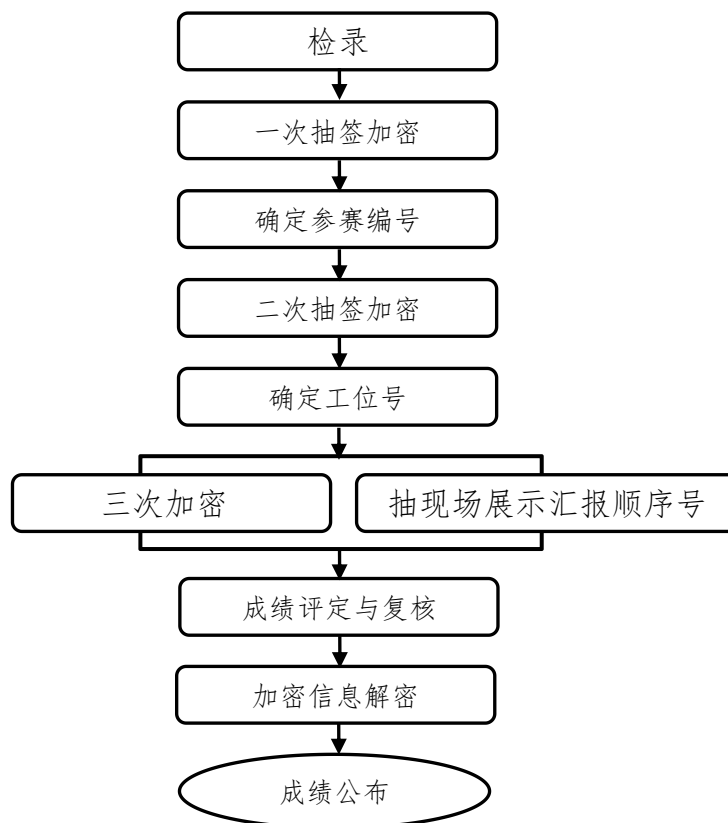 检录
一次抽签加密
确定参赛编号
二次抽签加密
确定工位号
三次加密
抽现场展示汇报顺序号
成绩评定与复核
加密信息解密
成绩公布